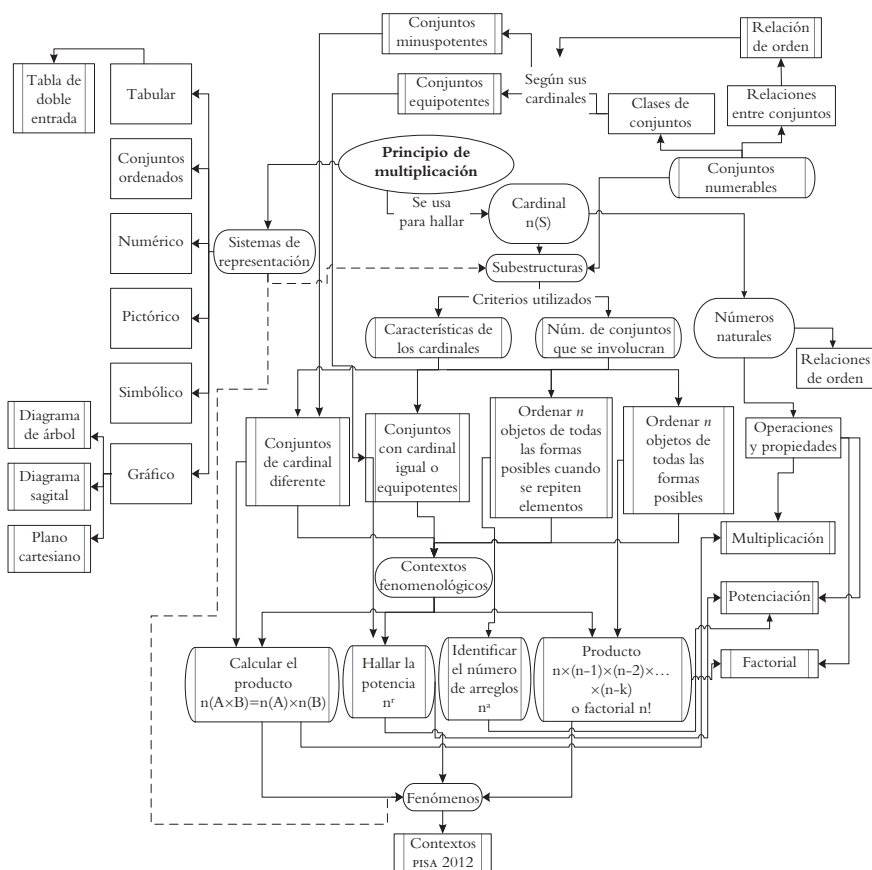 Conjuntos
minuspotentes
Relación
de orden
Tabla de
doble
entrada
Tabular
Conjuntos
equipotentes
Según sus
cardinales
Clases de
conjuntos
Relaciones
entre conjuntos
Conjuntos
ordenados
Principio de
multiplicación
Conjuntos
numerables
Se usa
para hallar
Cardinal
n(S)
Numérico
Sistemas de
representación
Subestructuras
Criterios utilizados
Pictórico
Características de
los cardinales
Núm. de conjuntos
que se involucran
Números
naturales
Relaciones
de orden
Simbólico
Diagrama
de árbol
Diagrama
sagital
Plano
cartesiano
Gráfico
Conjuntos
de cardinal
diferente
Conjuntos
con cardinal
igual o
equipotentes
Ordenar n
objetos de todas
las formas
posibles cuando
se repiten
elementos
Ordenar n
objetos de
todas las
formas
posibles
Operaciones
y propiedades
Multiplicación
Contextos
fenomenológicos
Potenciación
Calcular el
producto
n(A×B)=n(A)×n(B)
Hallar la
potencia
nʳ
Identificar
el número
de arreglos
nᵃ
Producto
n×(n-1)×(n-2)×…
×(n-k)
o factorial n!
Factorial
Fenómenos
Contextos
PISA 2012